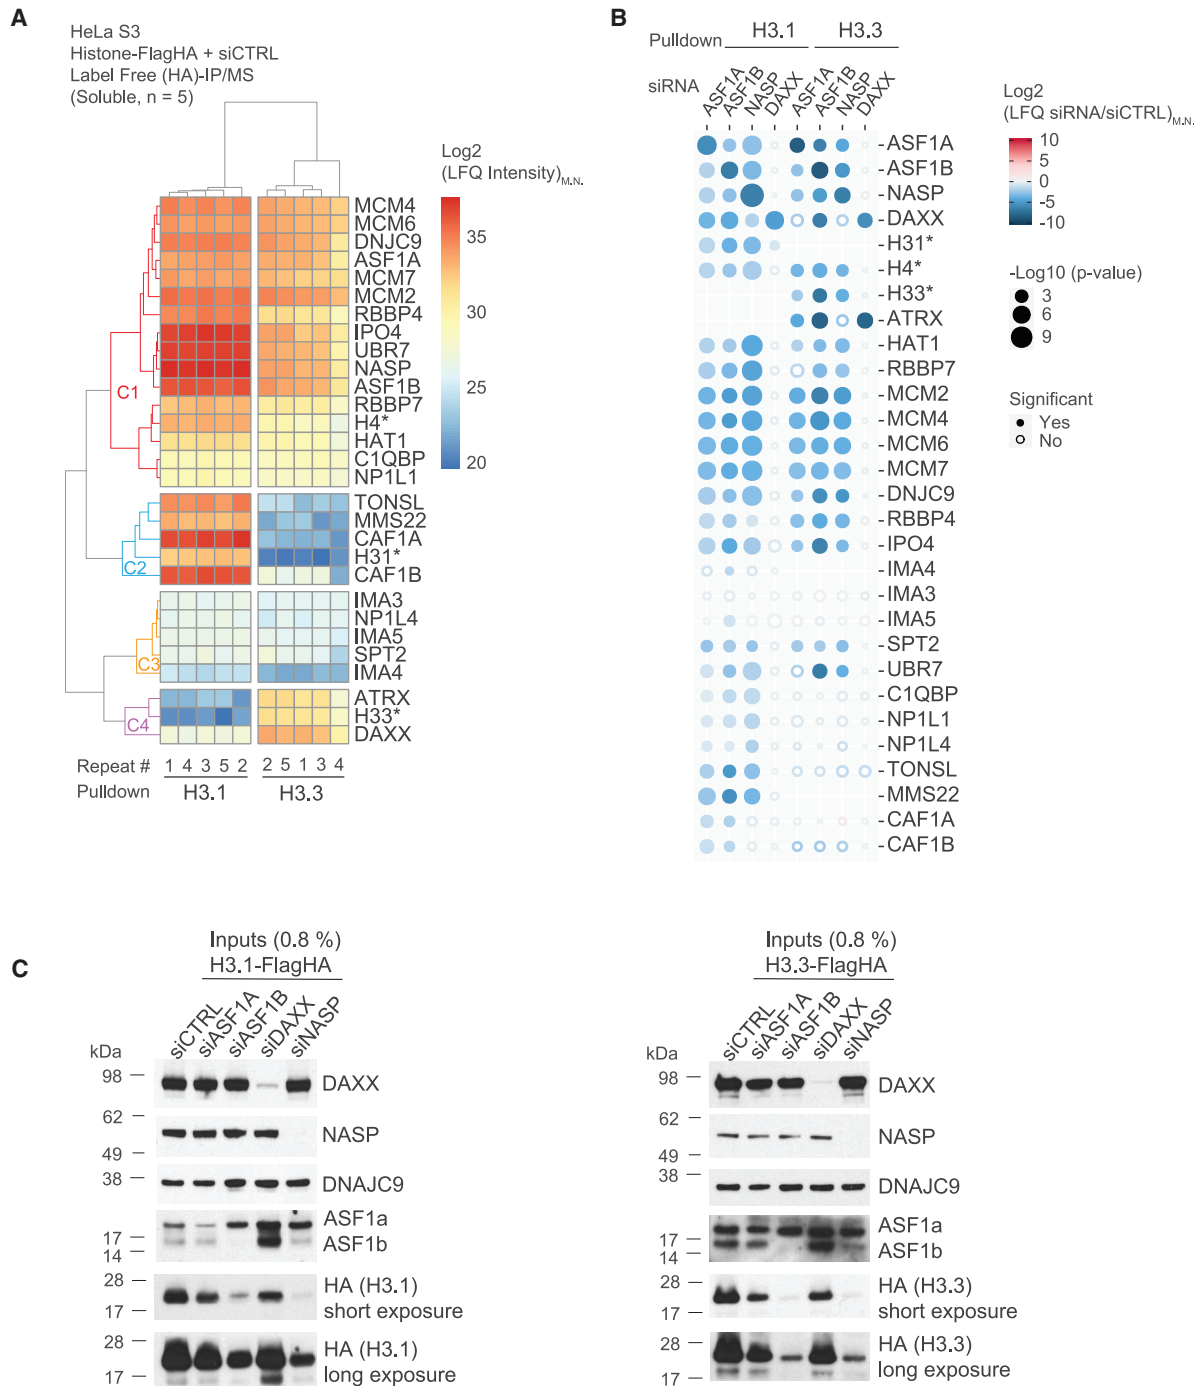 A
HeLa S3
Histone-FlagHA + siCTRL
Label Free (HA)-IP/MS
(Soluble, n = 5)
Log2
(LFQ Intensity)M.N.
35
30
25
20
C1
C2
C3
C4
MCM4
MCM6
DNJC9
ASF1A
MCM7
MCM2
RBBP4
IPO4
UBR7
NASP
ASF1B
RBBP7
H4*
HAT1
C1QBP
NP1L1
TONSL
MMS22
CAF1A
H31*
CAF1B
IMA3
NP1L4
IMA5
SPT2
IMA4
ATRX
H33*
DAXX
Repeat # 1 4 3 5 2 2 5 1 3 4
Pulldown H3.1 H3.3
B
Pulldown H3.1 H3.3
siRNA ASF1A ASF1B NASP DAXX ASF1A ASF1B NASP DAXX
ASF1A
ASF1B
NASP
DAXX
H31*
H4*
H33*
ATRX
HAT1
RBBP7
MCM2
MCM4
MCM6
MCM7
DNJC9
RBBP4
IPO4
IMA4
IMA3
IMA5
SPT2
UBR7
C1QBP
NP1L1
NP1L4
TONSL
MMS22
CAF1A
CAF1B
Log2
(LFQ siRNA/siCTRL)M.N.
10
5
0
-5
-10
-Log10 (p-value)
3
6
9
Significant
Yes
No
C
Inputs (0.8 %)
H3.1-FlagHA
siCTRL siASF1A siASF1B siDAXX siNASP
kDa
98
DAXX
62
NASP
49
38
DNAJC9
ASF1a
17
ASF1b
14
28
HA (H3.1)
17
short exposure
28
HA (H3.1)
17
long exposure
Inputs (0.8 %)
H3.3-FlagHA
siCTRL siASF1A siASF1B siDAXX siNASP
kDa
98
DAXX
62
NASP
49
38
DNAJC9
ASF1a
17
ASF1b
14
28
HA (H3.3)
17
short exposure
28
HA (H3.3)
17
long exposure